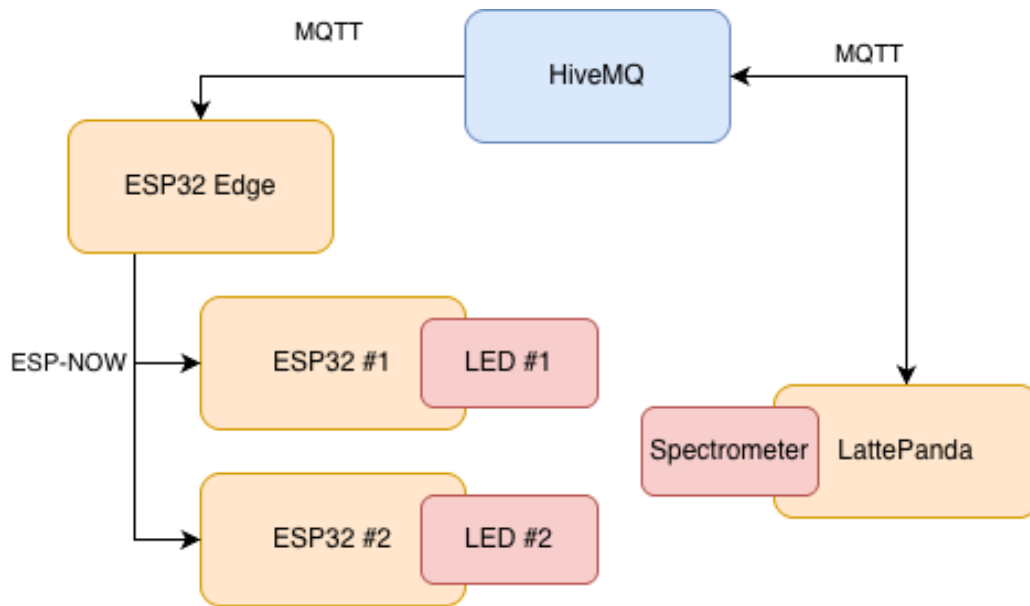 MQTT
HiveMQ
MQTT
ESP32 Edge
ESP-NOW
ESP32 #1
LED #1
Spectrometer
LattePanda
ESP32 #2
LED #2